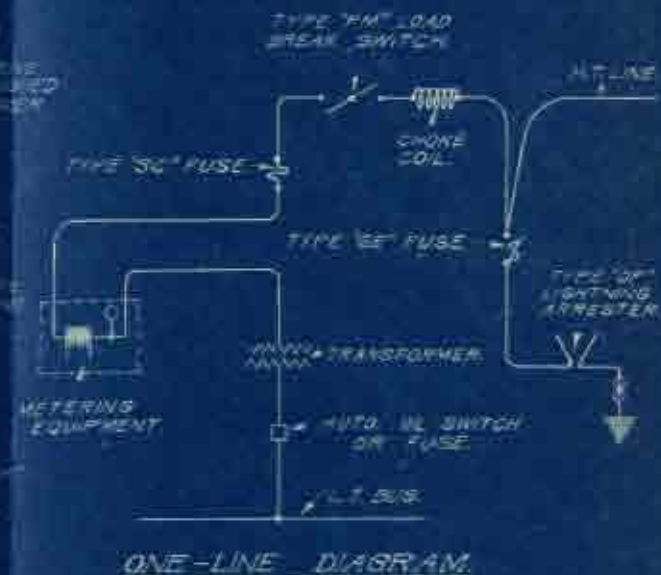 TYPE "FM" LOAD
BREAK SWITCH.
H.T. LINE
CHOKE
COIL.
TYPE "SC" FUSE
TYPE FUSE
TYPE
LIGHTNING
ARRESTER.
TRANSFORMER.
METERING
EQUIPMENT
AUTO. OIL SWITCH
OR FUSE.
L.T. BUS.
ONE-LINE DIAGRAM.